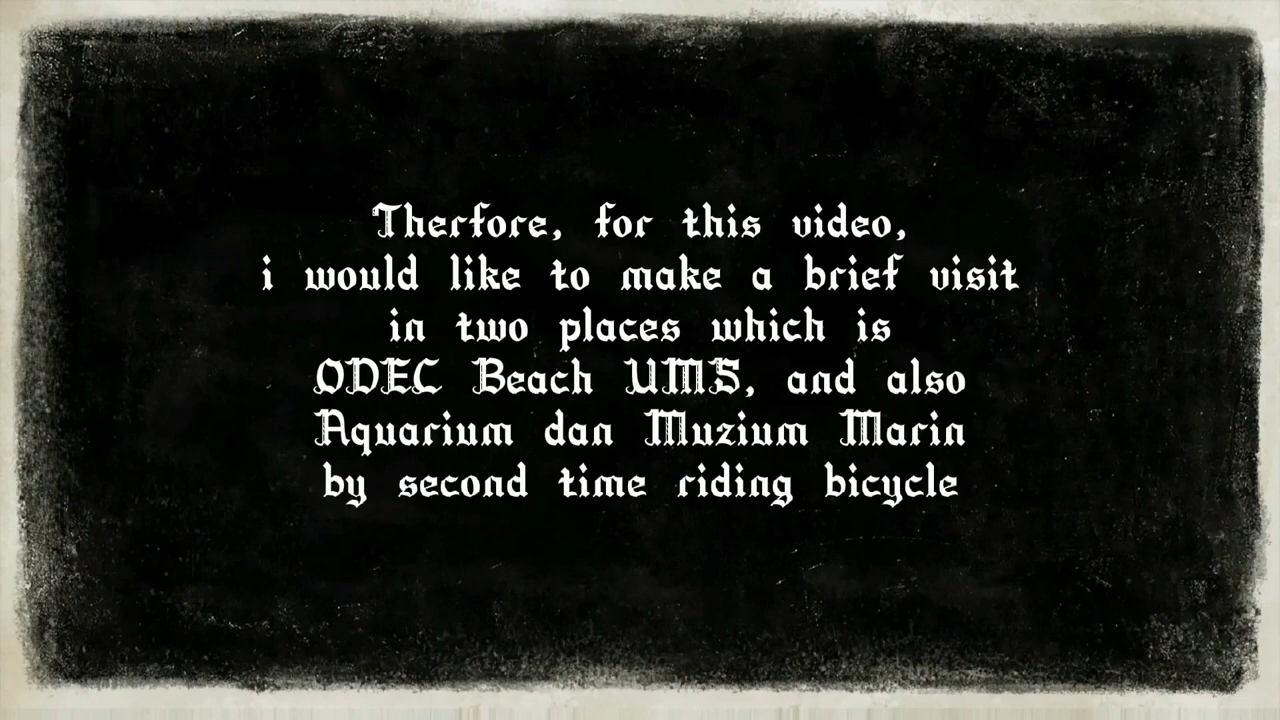 Therfore, for this video,
i would like to make a brief visit
in two places which is
ODEC Beach UMS, and also
Aquarium dan Muzium Marin
by second time riding bicycle